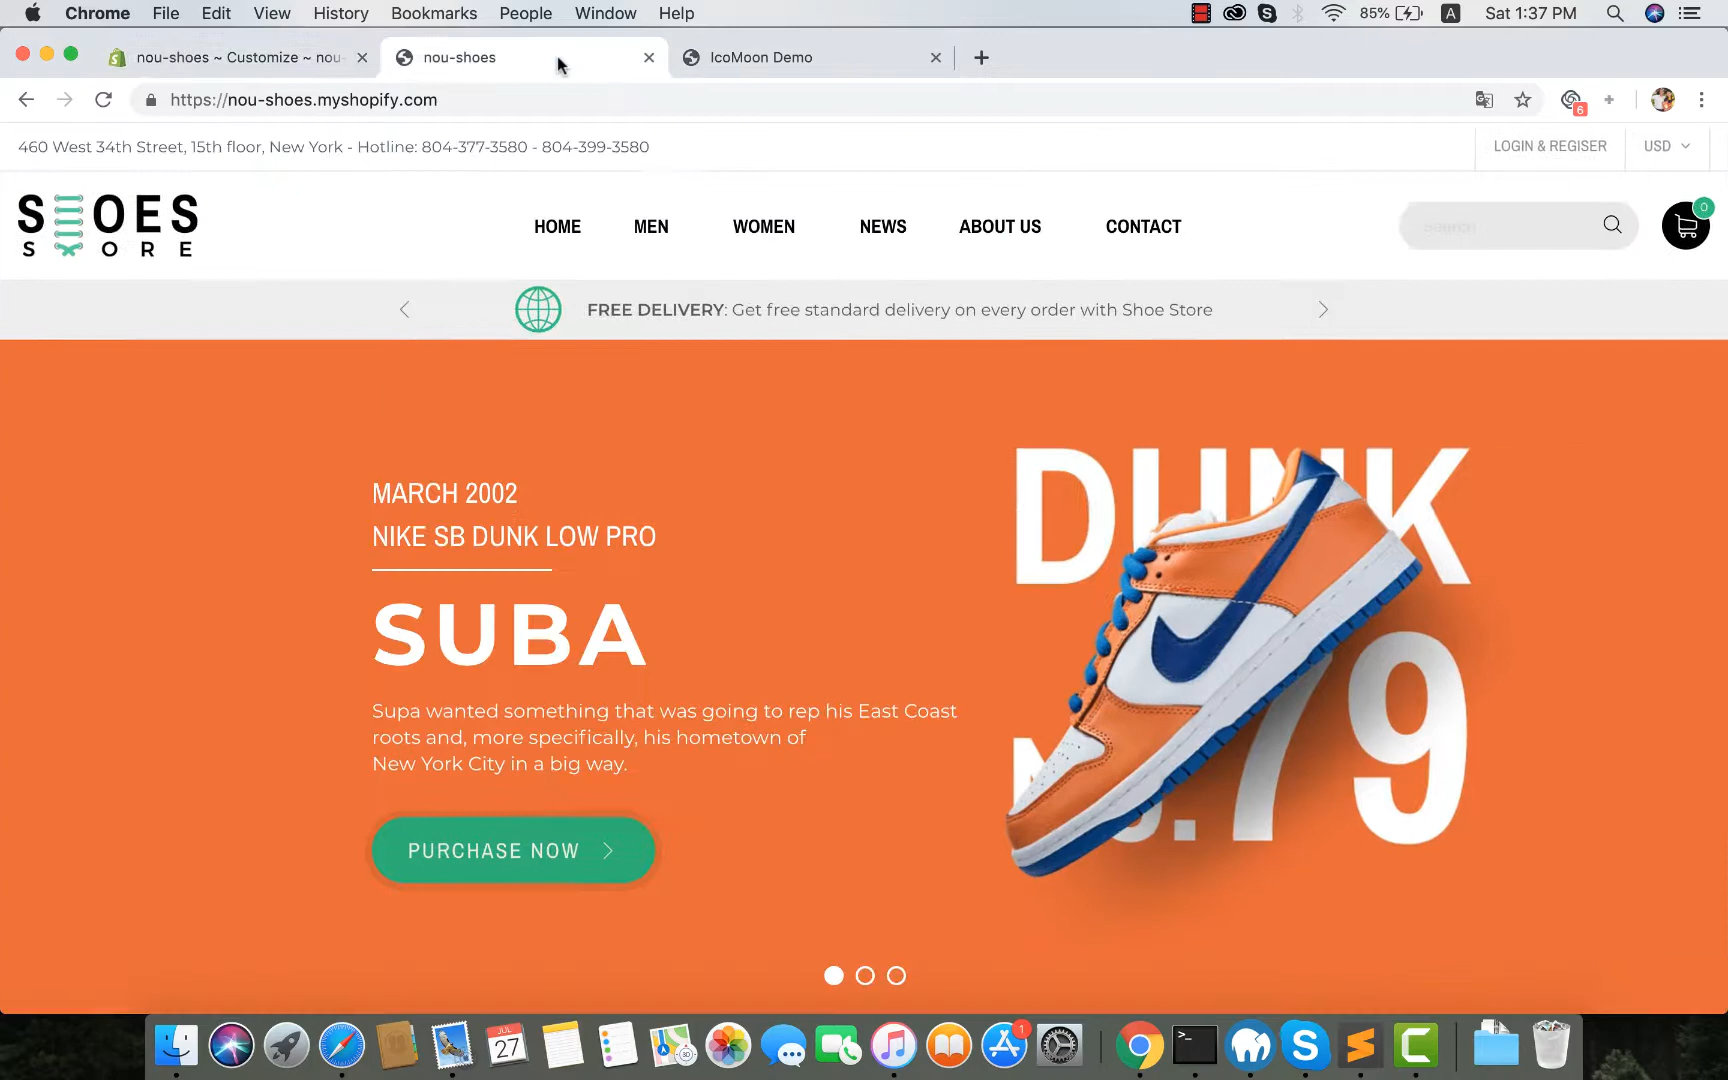 Chrome File Edit View History Bookmarks People Window Help 85% A Sat 1:37 PM
nou-shoes ~ Customize ~ nou- nou-shoes IcoMoon Demo
https://nou-shoes.myshopify.com 6
460 West 34th Street, 15th floor, New York - Hotline: 804-377-3580 - 804-399-3580 LOGIN & REGISER USD
SHOES
STORE
HOME MEN WOMEN NEWS ABOUT US CONTACT Search 0
FREE DELIVERY: Get free standard delivery on every order with Shoe Store
MARCH 2002
NIKE SB DUNK LOW PRO
SUBA
Supa wanted something that was going to rep his East Coast
roots and, more specifically, his hometown of
New York City in a big way.
PURCHASE NOW
DUNK
79
JUL
27
1